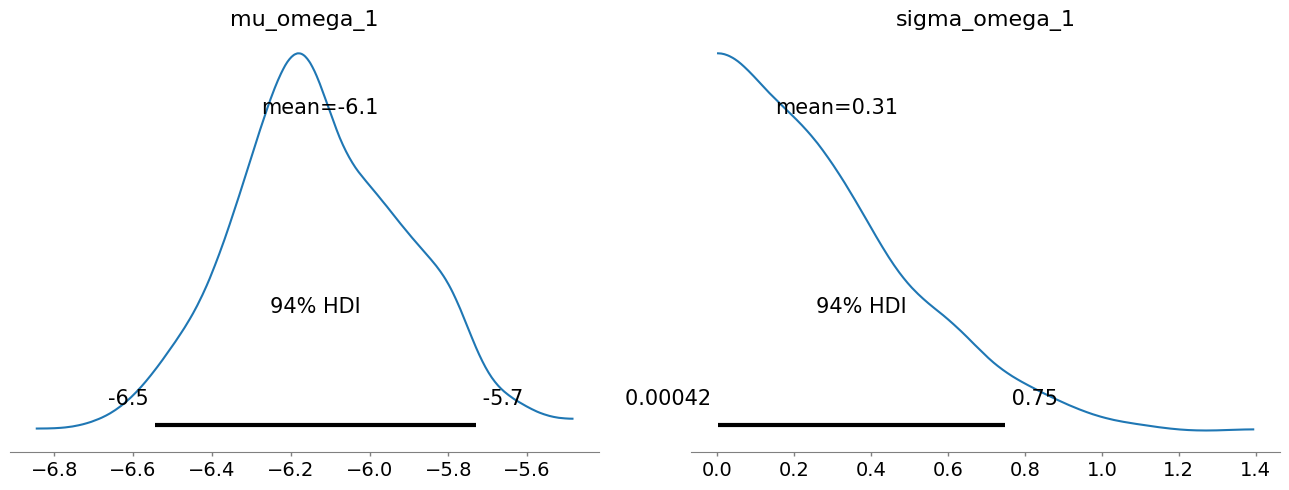 mu_omega_1
mean=-6.1
94% HDI
-6.5
-5.7
−6.8 −6.6 −6.4 −6.2 −6.0 −5.8 −5.6
sigma_omega_1
mean=0.31
94% HDI
0.00042
0.75
0.0 0.2 0.4 0.6 0.8 1.0 1.2 1.4